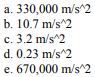 a. 330,000 m/s^2
b. 10.7 m/s^2
c. 3.2 m/s^2
d. 0.23 m/s^2
e. 670,000 m/s^2